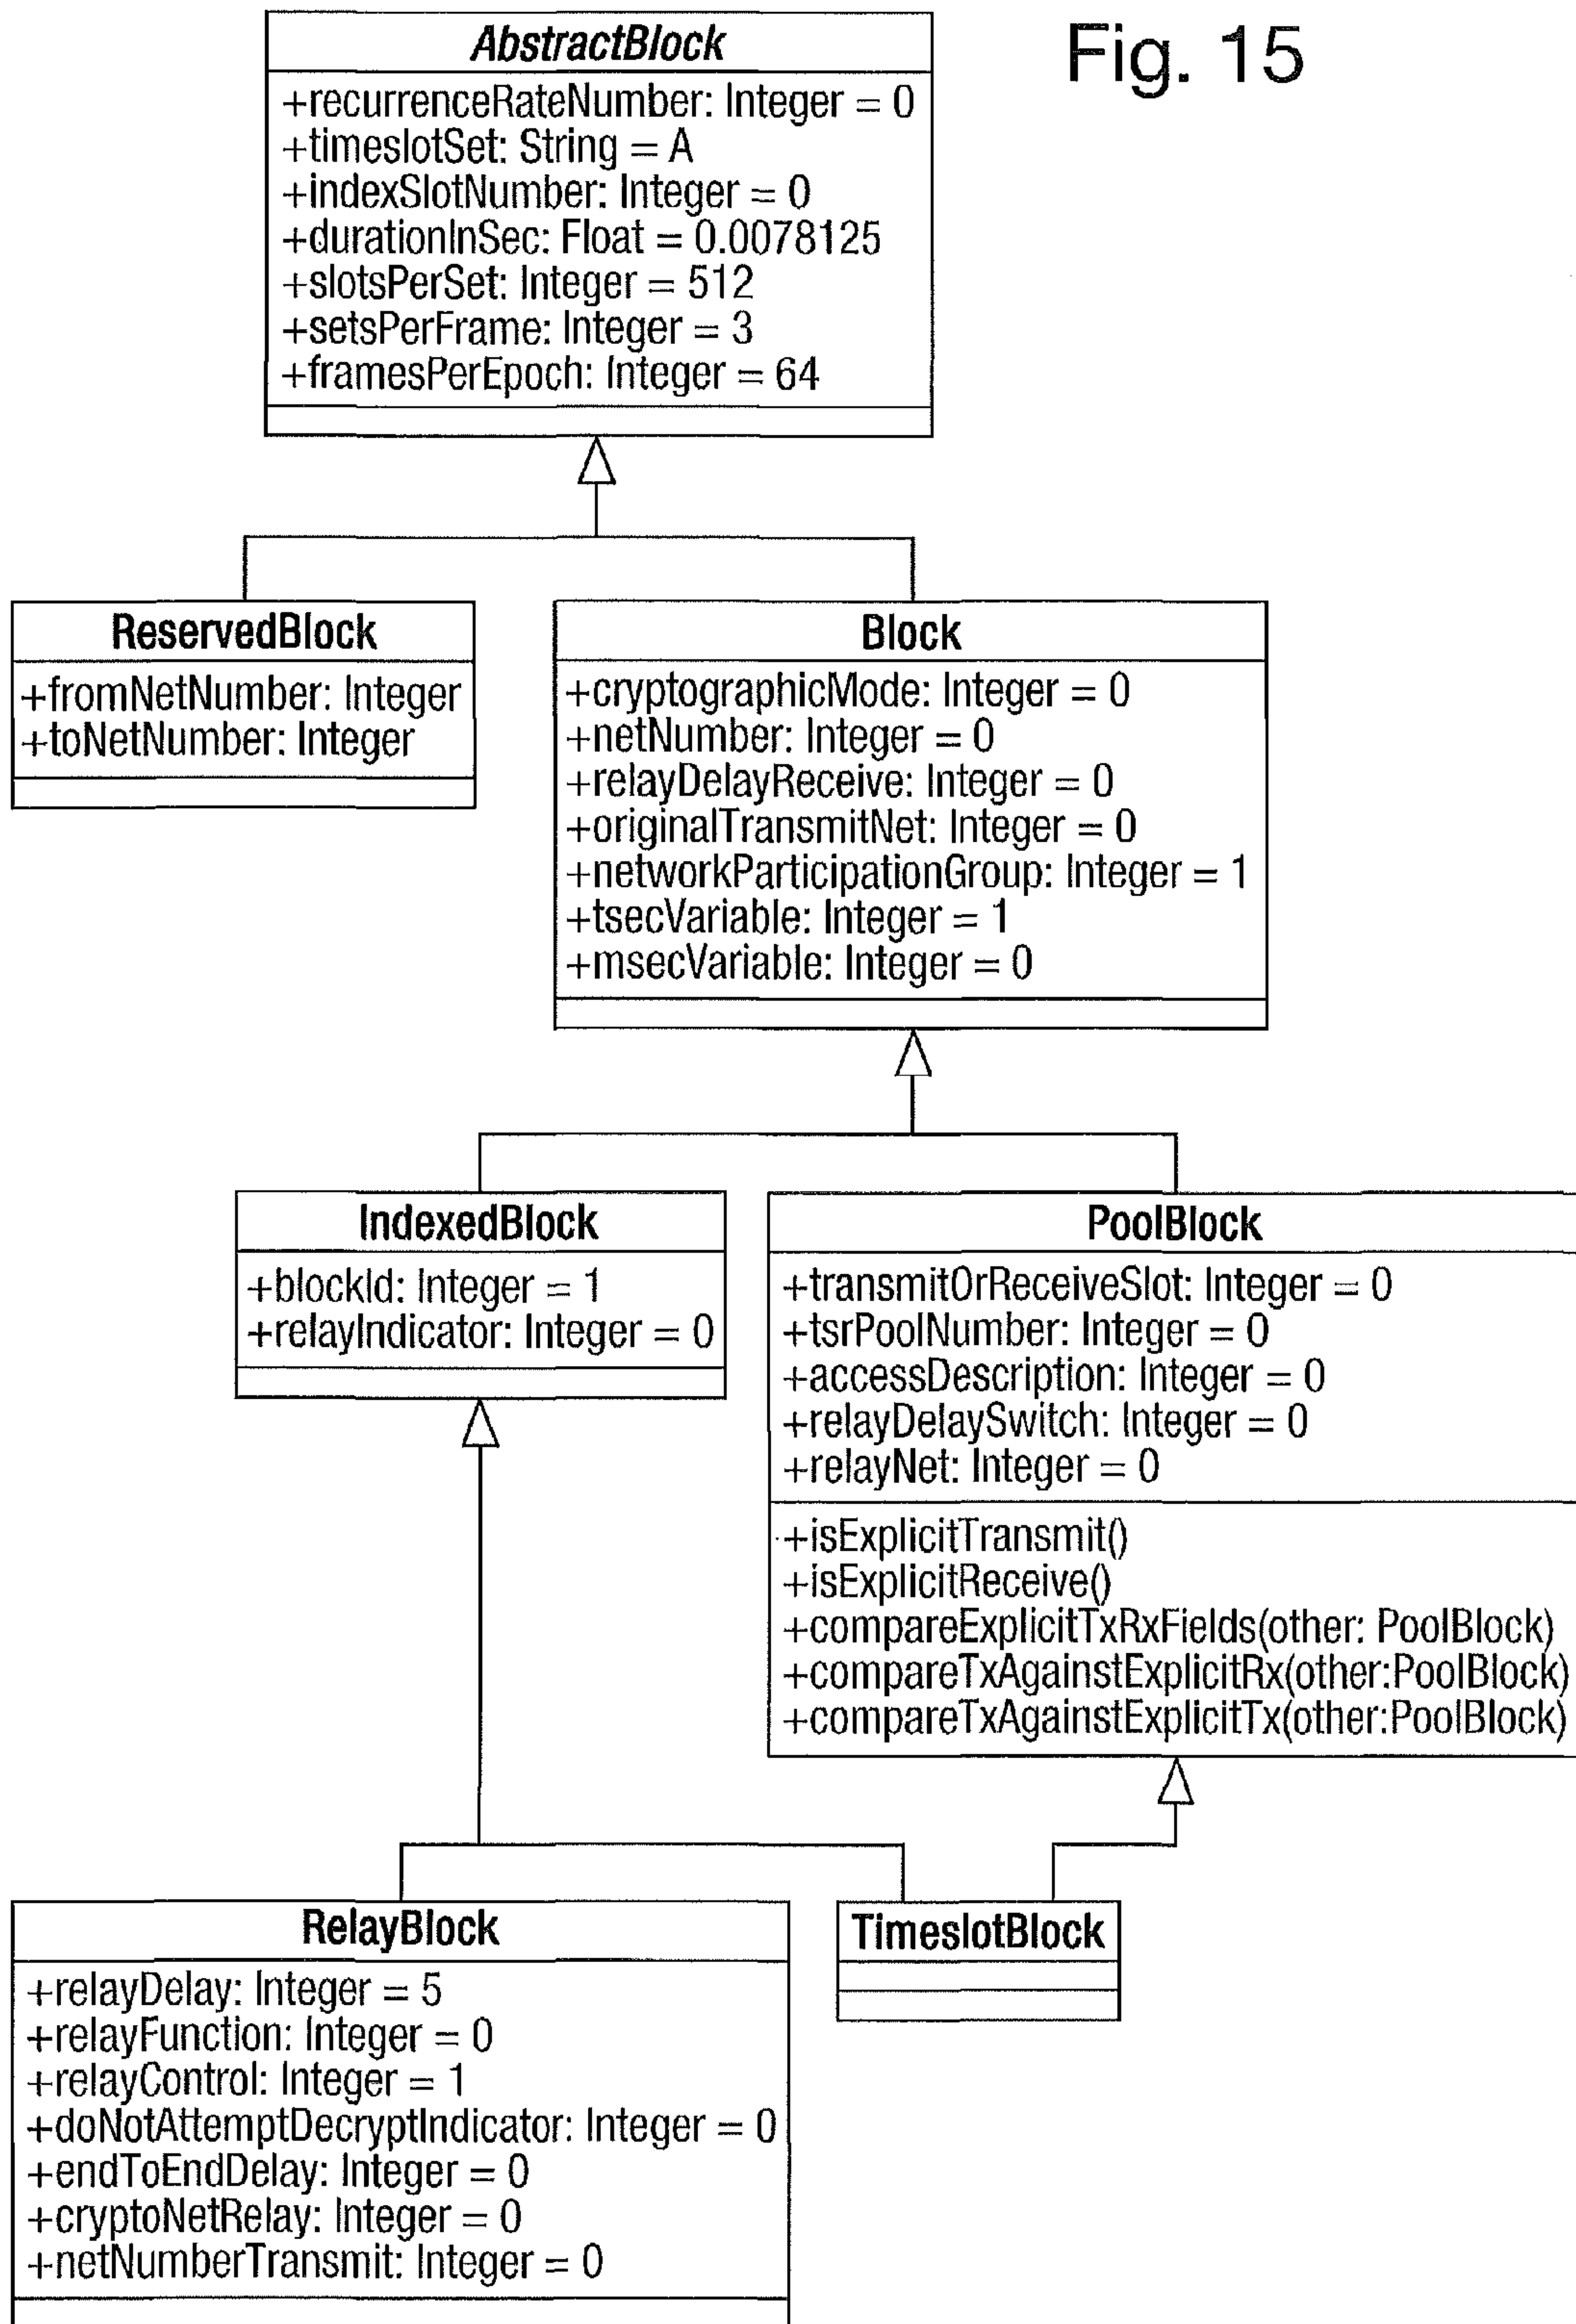 Fig. 15
AbstractBlock
+recurrenceRateNumber: Integer = 0
+timeslotSet: String = A
+indexSlotNumber: Integer = 0
+durationInSec: Float = 0.0078125
+slotsPerSet: Integer = 512
+setsPerFrame: Integer = 3
+framesPerEpoch: Integer = 64
ReservedBlock
+fromNetNumber: Integer
+toNetNumber: Integer
Block
+cryptographicMode: Integer = 0
+netNumber: Integer = 0
+relayDelayReceive: Integer = 0
+originalTransmitNet: Integer = 0
+networkParticipationGroup: Integer = 1
+tsecVariable: Integer = 1
+msecVariable: Integer = 0
IndexedBlock
+blockId: Integer = 1
+relayIndicator: Integer = 0
PoolBlock
+transmitOrReceiveSlot: Integer = 0
+tsrPoolNumber: Integer = 0
+accessDescription: Integer = 0
+relayDelaySwitch: Integer = 0
+relayNet: Integer = 0
+isExplicitTransmit()
+isExplicitReceive()
+compareExplicitTxRxFields(other: PoolBlock)
+compareTxAgainstExplicitRx(other:PoolBlock)
+compareTxAgainstExplicitTx(other:PoolBlock)
RelayBlock
+relayDelay: Integer = 5
+relayFunction: Integer = 0
+relayControl: Integer = 1
+doNotAttemptDecryptIndicator: Integer = 0
+endToEndDelay: Integer = 0
+cryptoNetRelay: Integer = 0
+netNumberTransmit: Integer = 0
TimeslotBlock